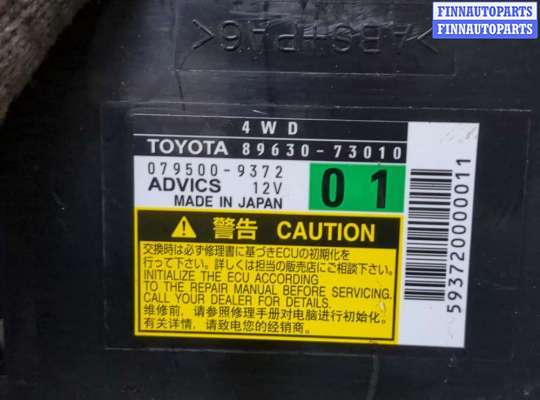 FINNAUTOPARTS
FINNAUTOPARTS
>ABS+PA6<
4WD
TOYOTA 89630-73010
079500-9372
ADVICS 12V
MADE IN JAPAN
01
5937200000011
警告 CAUTION
交換時は必ず修理書に基づきECUの初期化を
行って下さい。詳しくは担当の販売店にご相談下さい。
INITIALIZE THE ECU ACCORDING
TO THE REPAIR MANUAL BEFORE SERVICING.
CALL YOUR DEALER FOR DETAILS.
维修前，请参照修理手册对电脑进行初始化。
有关详情，请致电您的经销商。